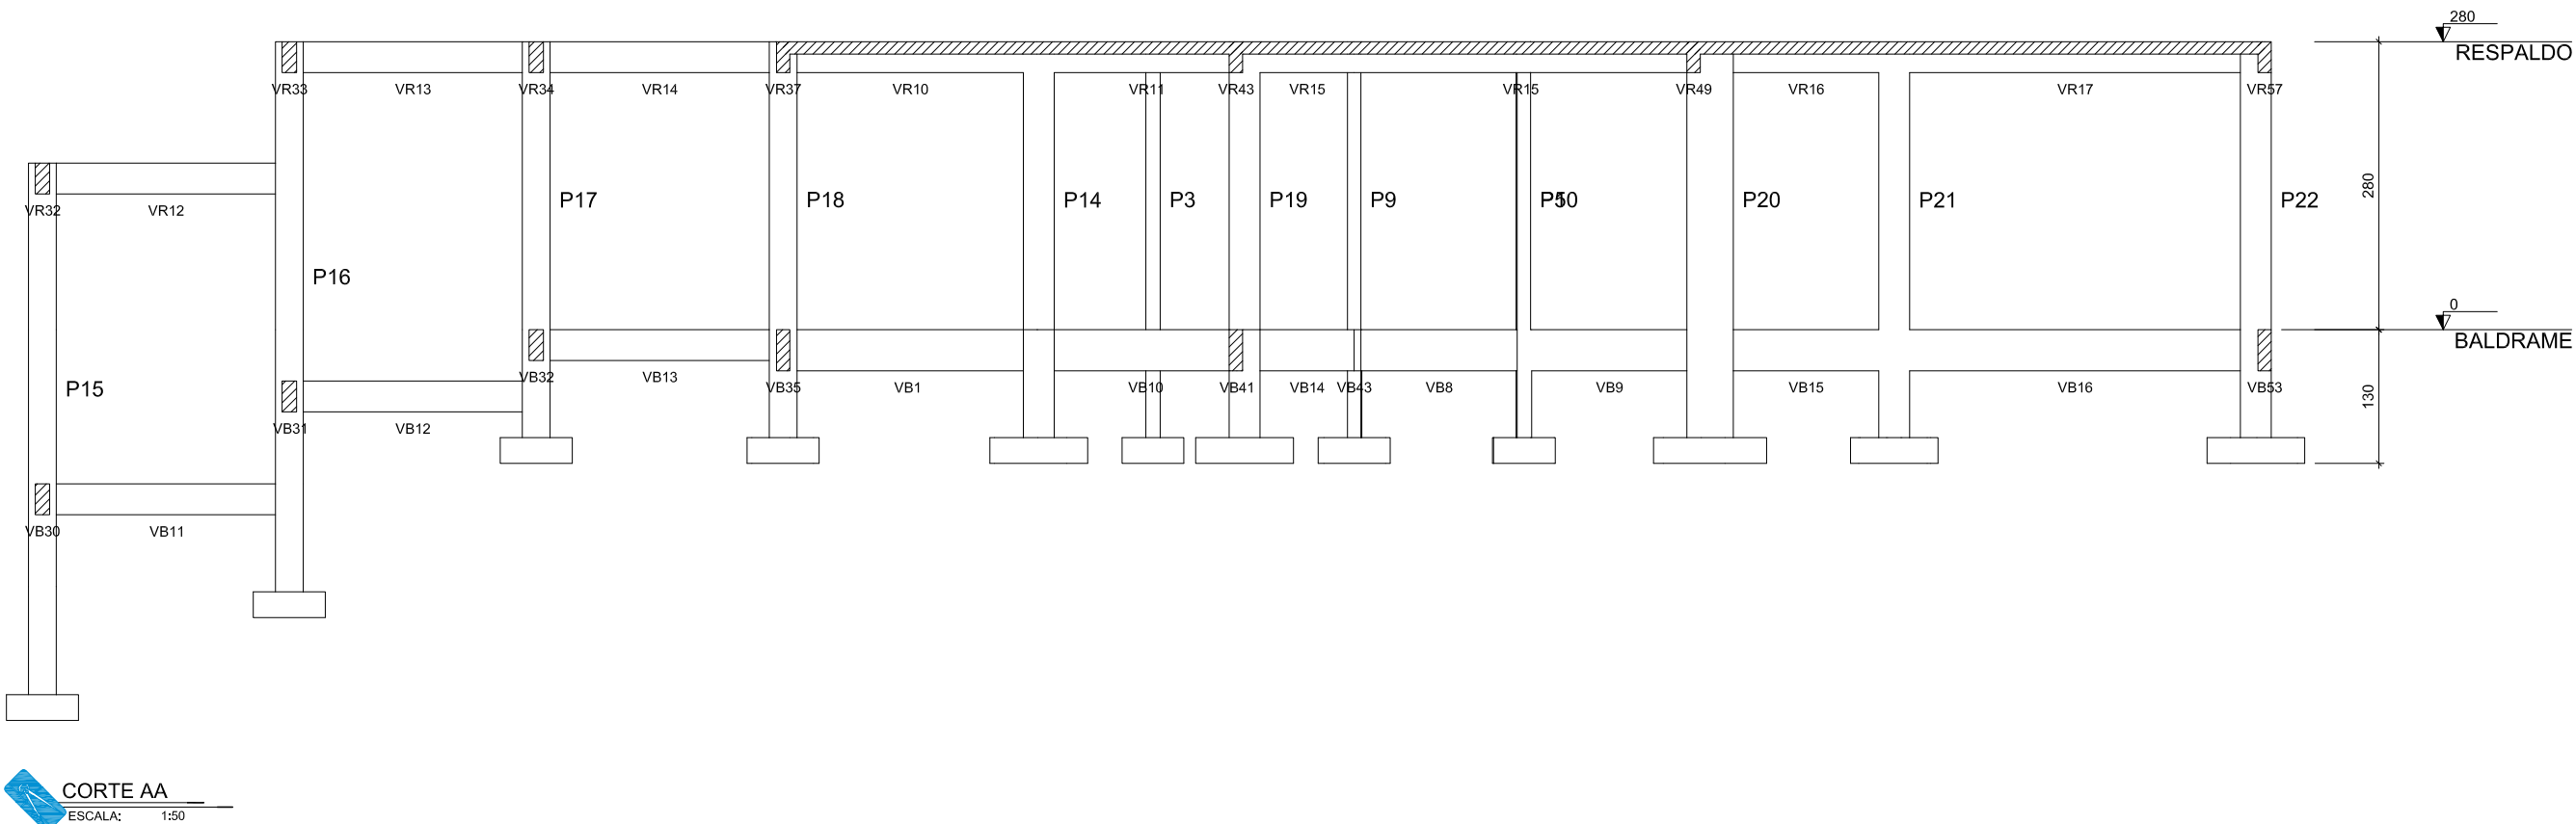 280
RESPALDO
VR33 VR13 VR34 VR14 VR37 VR10 VR11 VR43 VR15 VR15 VR49 VR16 VR17 VR57
P17 P18 P14 P3 P19 P9 P10 P20 P21 P22
280
VR32 VR12
P16
0
BALDRAME
VB32 VB13 VB35 VB1 VB10 VB41 VB14 VB43 VB8 VB9 VB15 VB16 VB53
P15
130
VB31 VB12
VB30 VB11
CORTE AA
ESCALA: 1:50